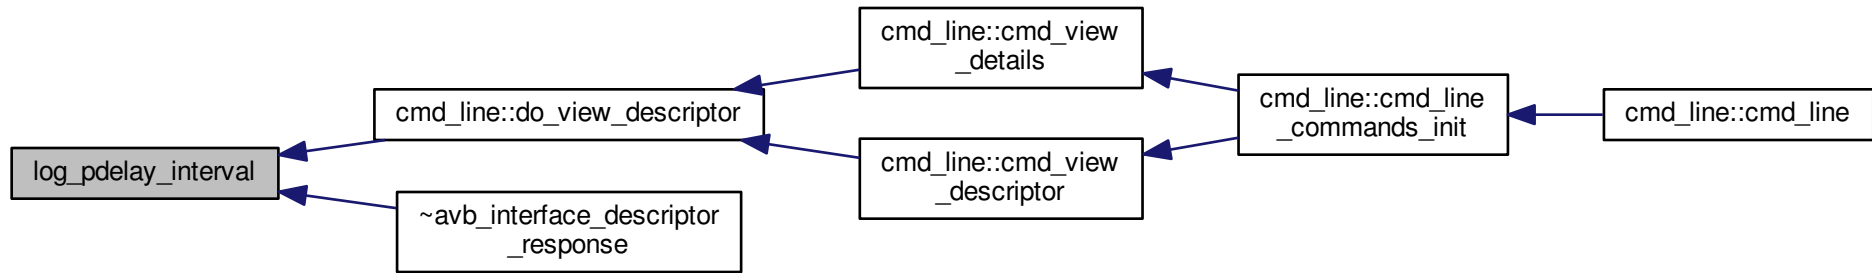 log_pdelay_interval
cmd_line::do_view_descriptor
~avb_interface_descriptor
_response
cmd_line::cmd_view
_details
cmd_line::cmd_view
_descriptor
cmd_line::cmd_line
_commands_init
cmd_line::cmd_line